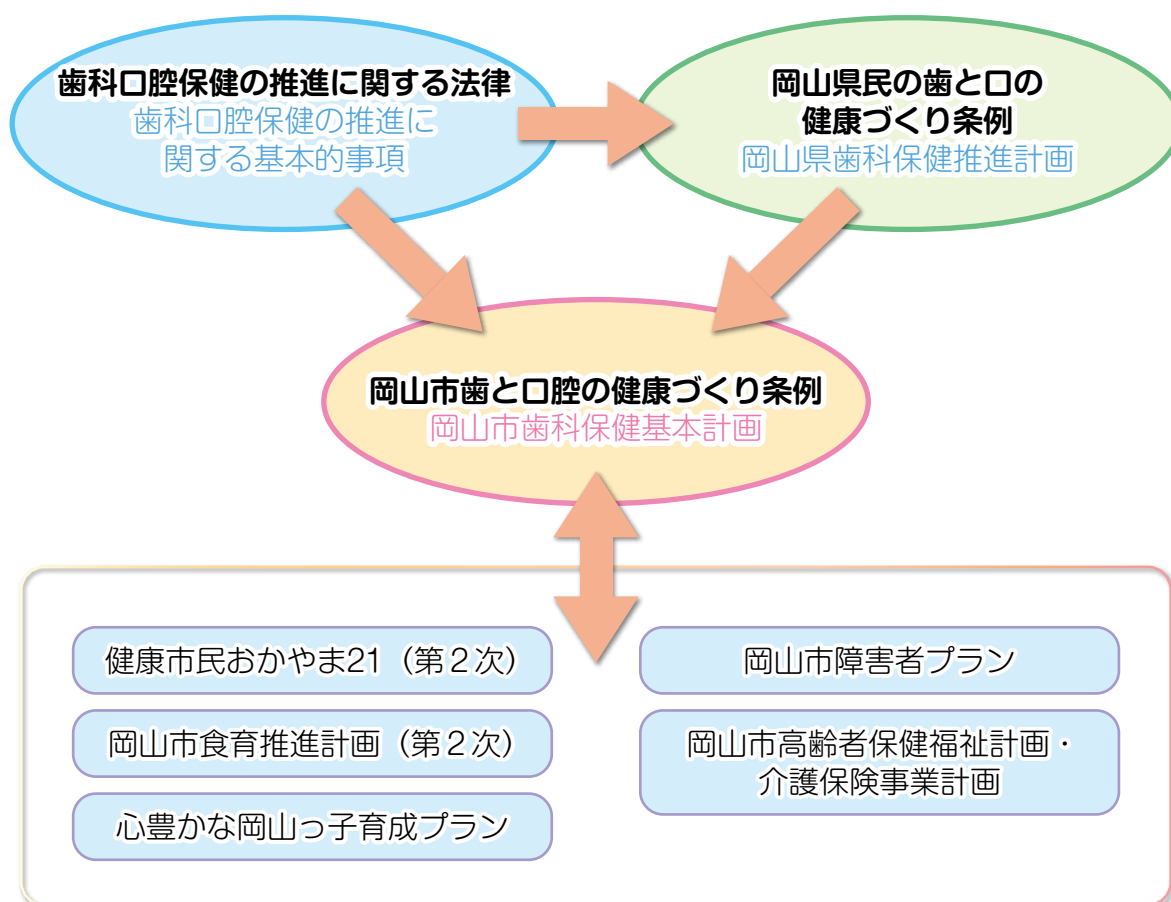 歯科口腔保健の推進に関する法律
歯科口腔保健の推進に
関する基本的事項
岡山県民の歯と口の
健康づくり条例
岡山県歯科保健推進計画
岡山市歯と口腔の健康づくり条例
岡山市歯科保健基本計画
健康市民おかやま21（第２次）
岡山市食育推進計画（第２次）
心豊かな岡山っ子育成プラン
岡山市障害者プラン
岡山市高齢者保健福祉計画・
介護保険事業計画